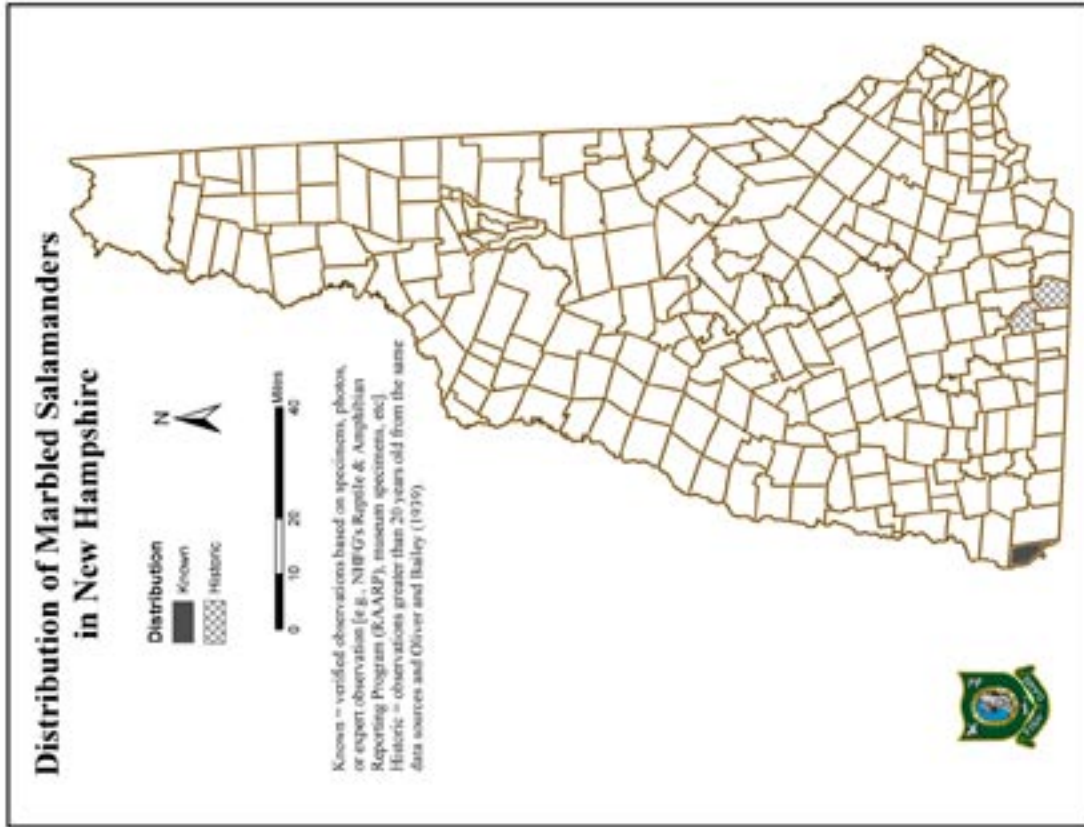 Distribution of Marbled Salamanders
in New Hampshire
Distribution
Known
Historic
N
0
10
20
40
Miles
Known = verified observations based on specimens, photos,
or expert observation [e.g., NHFG's Reptile & Amphibian
Reporting Program (RAARP), museum specimens, etc].
Historic = observations greater than 20 years old from the same
data sources and Oliver and Bailey (1939)